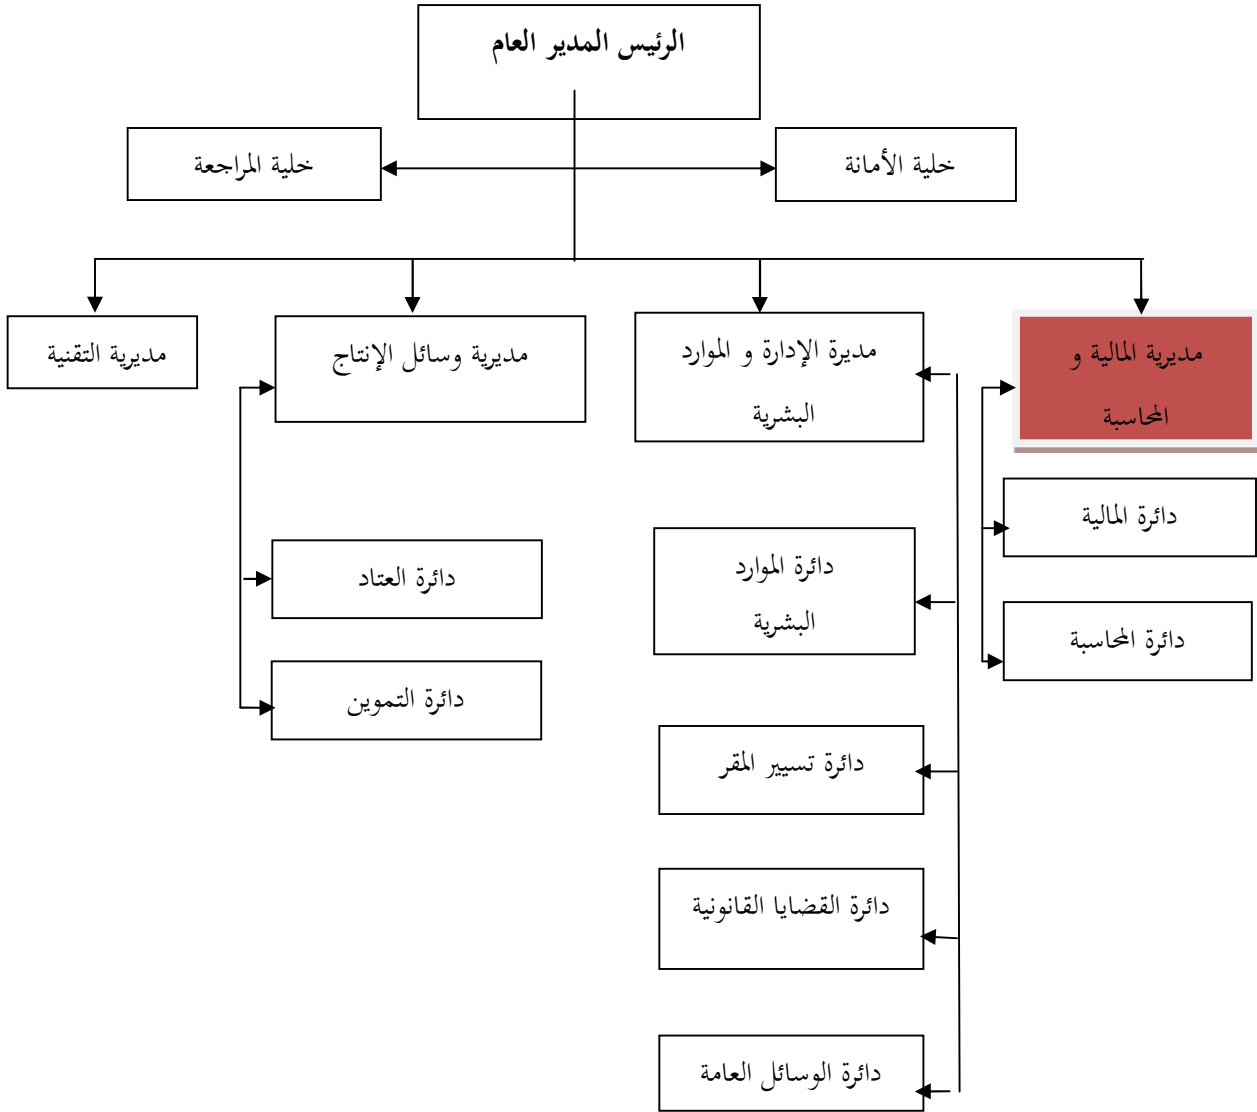 الرئيس المدير العام
خلية الأمانة
خلية المراجعة
مديرية المالية و
المحاسبة
مديرة الإدارة و الموارد
البشرية
مديرية وسائل الإنتاج
مديرية التقنية
دائرة المالية
دائرة المحاسبة
دائرة الموارد
البشرية
دائرة تسيير المقر
دائرة القضايا القانونية
دائرة الوسائل العامة
دائرة العتاد
دائرة التموين